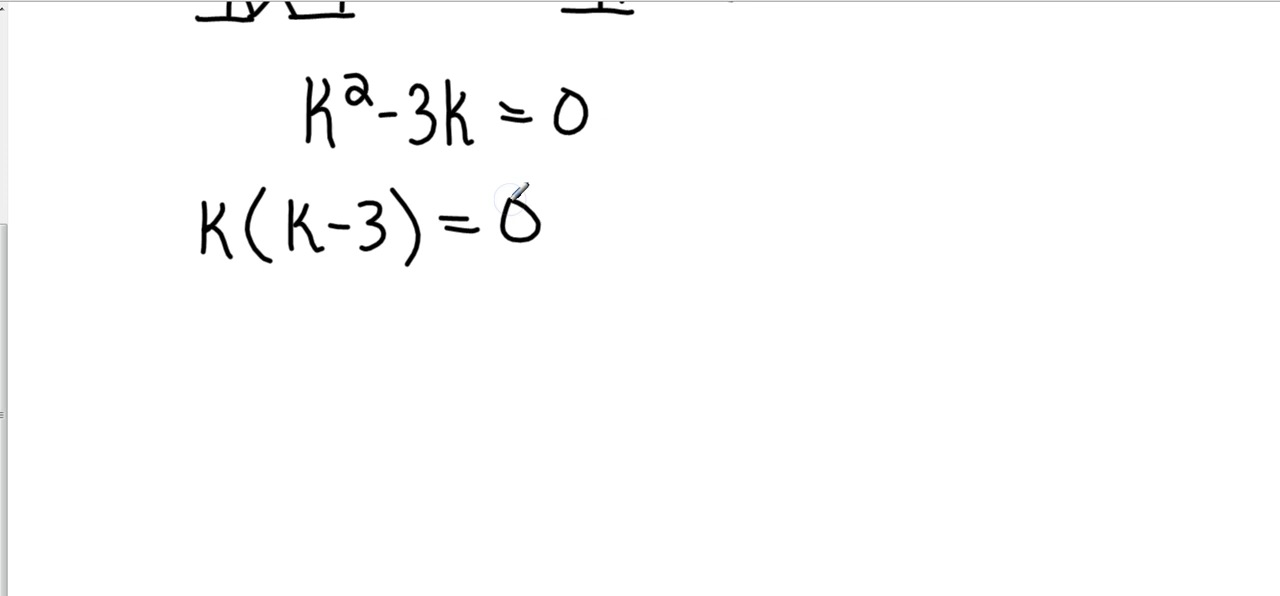 K² - 3k = 0
K(K-3) = 0